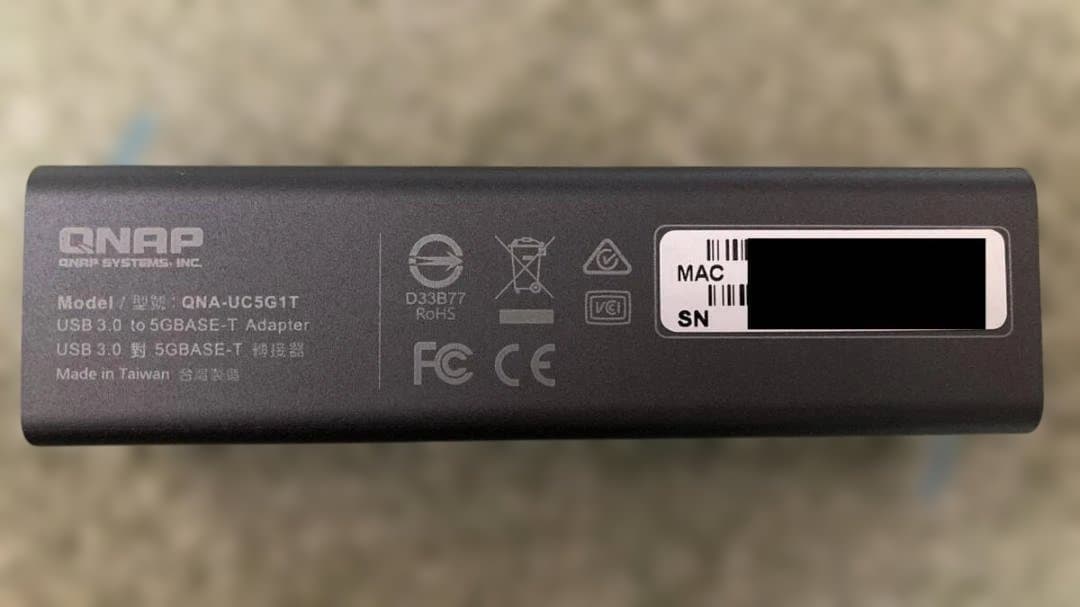 QNAP
QNAP SYSTEMS, INC.
Model / 型號 : QNA-UC5G1T
USB 3.0 to 5GBASE-T Adapter
USB 3.0 對 5GBASE-T 轉接器
Made in Taiwan 台灣製造
D33B77
RoHS
FC CE
VCI
MAC
SN